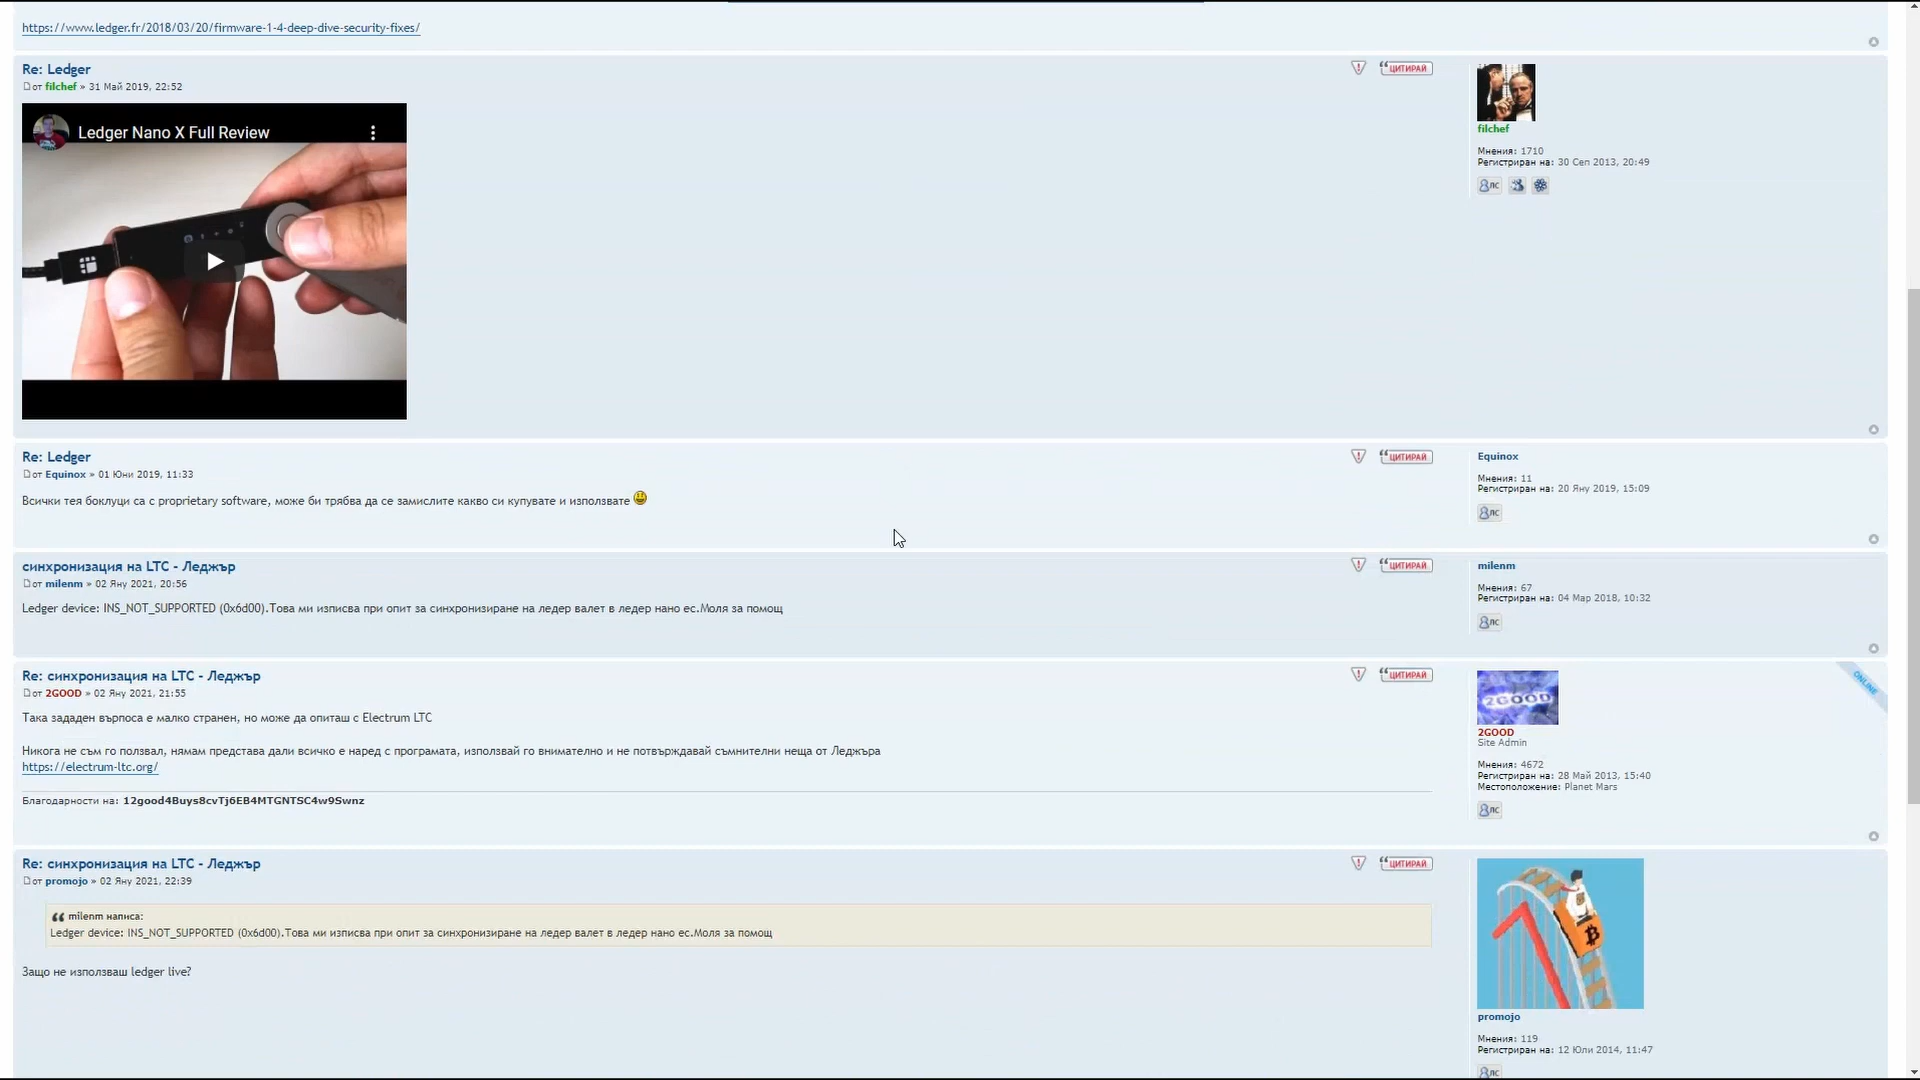 https://www.ledger.fr/2018/03/20/firmware-1-4-deep-dive-security-fixes/
Re: Ledger
от filchef » 31 Май 2019, 22:52
ЦИТИРАЙ
Ledger Nano X Full Review
filchef
Мнения: 1710
Регистриран на: 30 Сеп 2013, 20:49
ЛС
Re: Ledger
от Equinox » 01 Юни 2019, 11:33
Всички тея боклуци са с proprietary software, може би трябва да се замислите какво си купувате и използвате
ЦИТИРАЙ
Equinox
Мнения: 11
Регистриран на: 20 Яну 2019, 15:09
ЛС
синхронизация на LTC - Леджър
от milenm » 02 Яну 2021, 20:56
Ledger device: INS_NOT_SUPPORTED (0x6d00).Това ми изписва при опит за синхронизиране на ледер валет в ледер нано ес.Моля за помощ
ЦИТИРАЙ
milenm
Мнения: 67
Регистриран на: 04 Мар 2018, 10:32
ЛС
Re: синхронизация на LTC - Леджър
от 2GOOD » 02 Яну 2021, 21:55
Така зададен върпоса е малко странен, но може да опиташ с Electrum LTC
Никога не съм го ползвал, нямам представа дали всичко е наред с програмата, използвай го внимателно и не потвърждавай съмнителни неща от Леджъра
https://electrum-ltc.org/
Благодарности на: 12good4Buys8cvTj6EB4MTGNTSC4w9Swnz
ЦИТИРАЙ
2GOOD
ONLINE
2GOOD
Site Admin
Мнения: 4672
Регистриран на: 28 Май 2013, 15:40
Местоположение: Planet Mars
ЛС
Re: синхронизация на LTC - Леджър
от promojo » 02 Яну 2021, 22:39
milenm написа:
Ledger device: INS_NOT_SUPPORTED (0x6d00).Това ми изписва при опит за синхронизиране на ледер валет в ледер нано ес.Моля за помощ
Защо не използваш ledger live?
ЦИТИРАЙ
promojo
Мнения: 119
Регистриран на: 12 Юли 2014, 11:47
ЛС